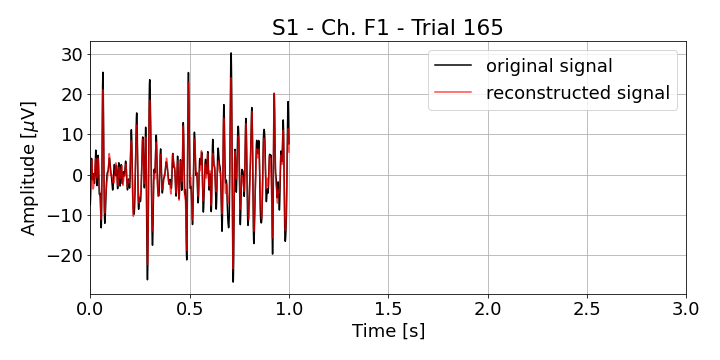 S1 - Ch. F1 - Trial 165
original signal
reconstructed signal
Amplitude [μV]
30
20
10
0
−10
−20
0.0 0.5 1.0 1.5 2.0 2.5 3.0
Time [s]